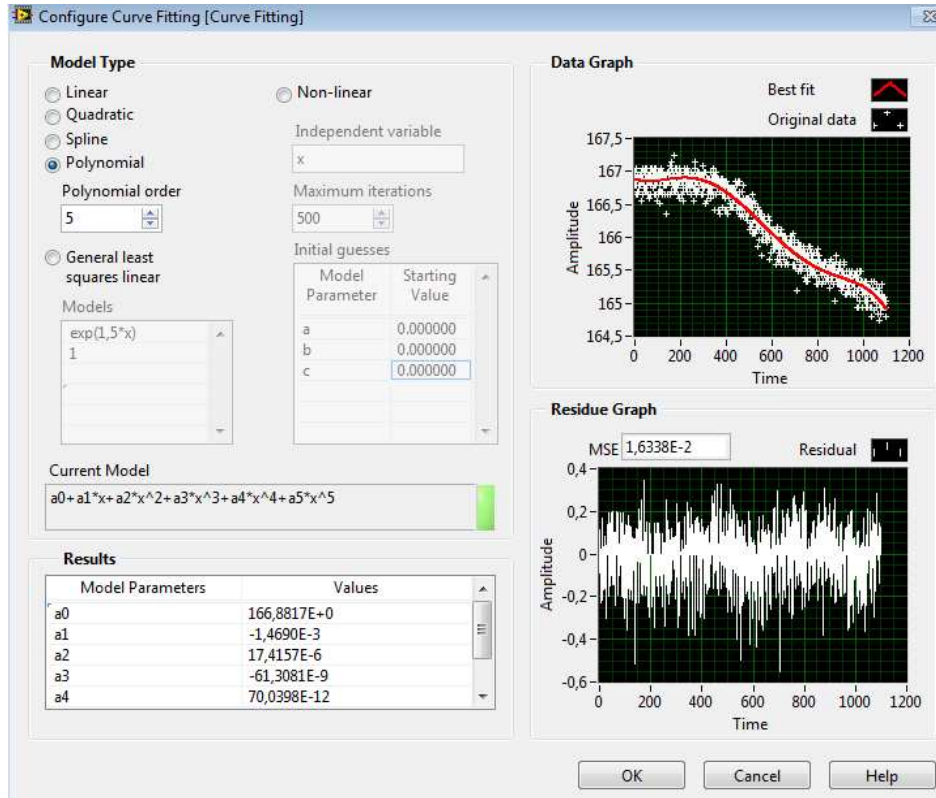 Configure Curve Fitting [Curve Fitting]
Model Type
Linear
Quadratic
Spline
Polynomial
Polynomial order
5
General least
squares linear
Models
exp(1,5*x)
1
Non-linear
Independent variable
x
Maximum iterations
500
Initial guesses
Model
Parameter
Starting
Value
a 0.000000
b 0.000000
c 0.000000
Current Model
a0+a1*x+a2*x^2+a3*x^3+a4*x^4+a5*x^5
Results
Model Parameters Values
a0 166,8817E+0
a1 -1,4690E-3
a2 17,4157E-6
a3 -61,3081E-9
a4 70,0398E-12
Data Graph
Best fit
Original data
167,5
167
166,5
166
165,5
165
164,5
Amplitude
0 200 400 600 800 1000 1200
Time
Residue Graph
MSE 1,6338E-2
Residual
0,4
0,2
0
-0,2
-0,4
-0,6
Amplitude
0 200 400 600 800 1000 1200
Time
OK Cancel Help